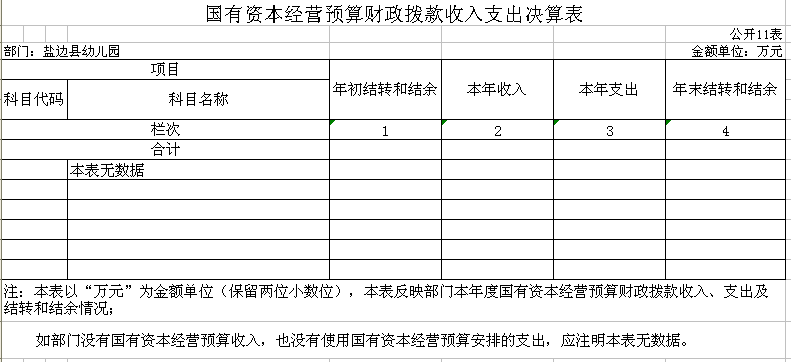 国有资本经营预算财政拨款收入支出决算表
公开11表
部门：盐边县幼儿园 金额单位：万元
项目 年初结转和结余 本年收入 本年支出 年末结转和结余
科目代码 科目名称
栏次 1 2 3 4
合计
本表无数据
注：本表以“万元”为金额单位（保留两位小数位），本表反映部门本年度国有资本经营预算财政拨款收入、支出及
结转和结余情况；
如部门没有国有资本经营预算收入，也没有使用国有资本经营预算安排的支出，应注明本表无数据。